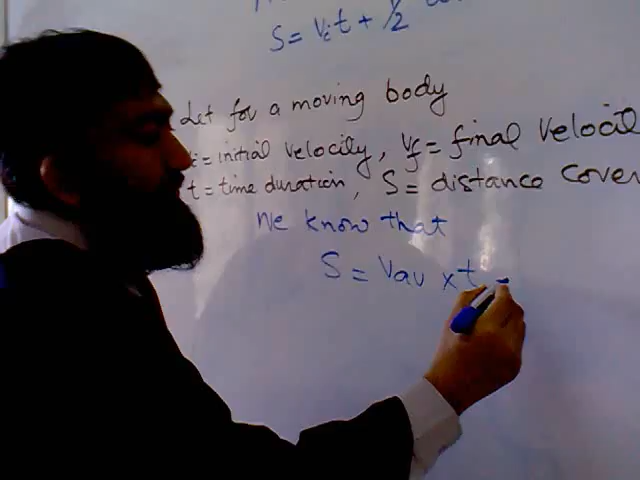 S = Vit + 1/2
Let for a moving body
= initial velocity, Vf = final Velocit
t = time duration, S = distance cover
We know that
S = Vav x t -